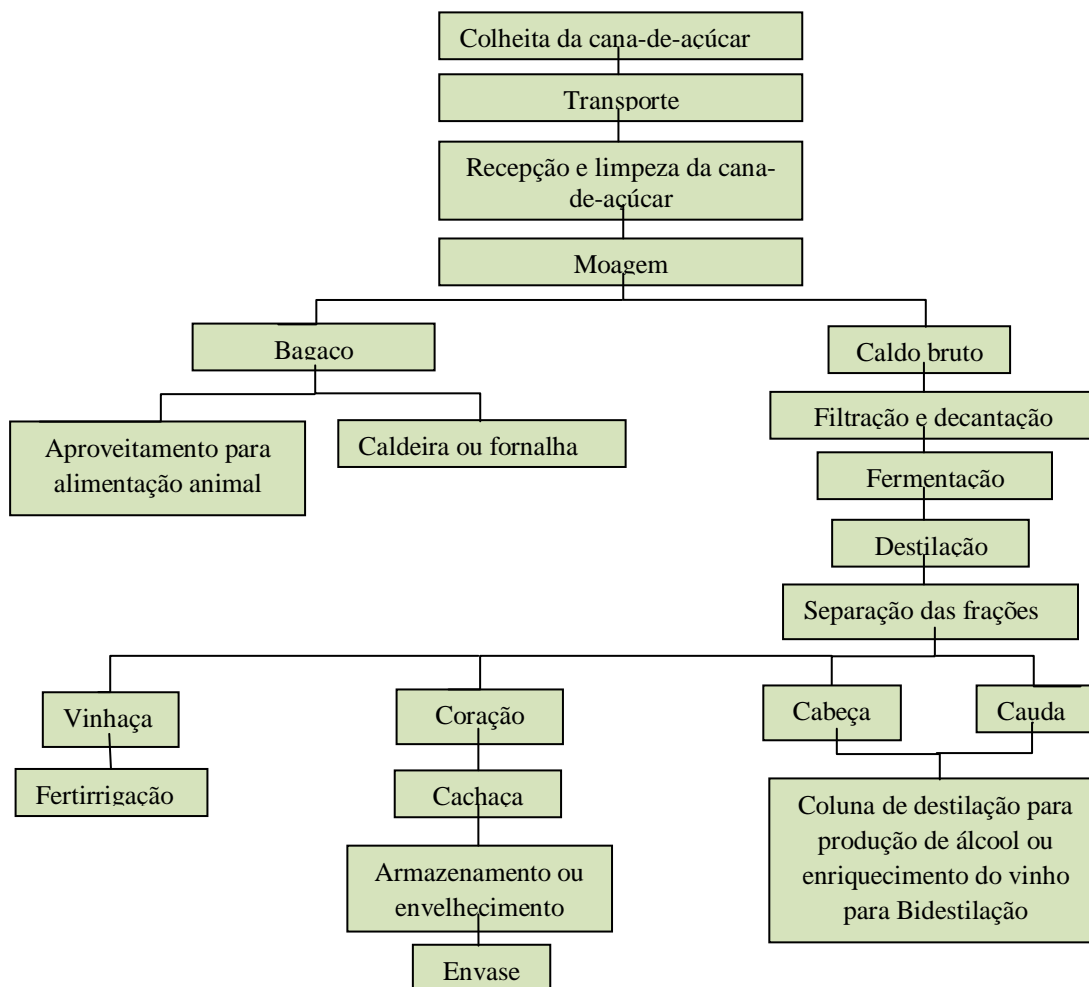 Colheita da cana-de-açúcar
Transporte
Recepção e limpeza da cana-
de-açúcar
Moagem
Bagaço
Caldo bruto
Aproveitamento para
alimentação animal
Caldeira ou fornalha
Filtração e decantação
Fermentação
Destilação
Separação das frações
Vinhaça
Coração
Cabeça
Cauda
Fertirrigação
Cachaça
Coluna de destilação para
produção de álcool ou
enriquecimento do vinho
para Bidestilação
Armazenamento ou
envelhecimento
Envase